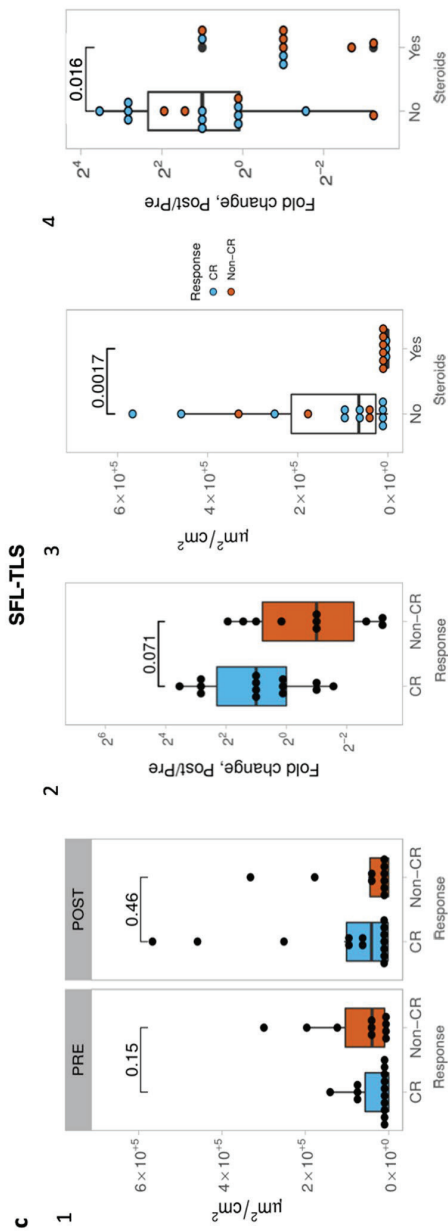 c
SFL-TLS
1
PRE
POST
6×10⁺⁵
4×10⁺⁵
2×10⁺⁵
0×10⁺⁰
μm²/cm²
0.15
0.46
CR
Non−CR
CR
Non−CR
Response
Response
2
2⁶
2⁴
2²
2⁰
2⁻²
Fold change, Post/Pre
0.071
CR
Non−CR
Response
3
6×10⁺⁵
4×10⁺⁵
2×10⁺⁵
0×10⁺⁰
μm²/cm²
0.0017
No
Yes
Steroids
Response
CR
Non−CR
4
2⁴
2²
2⁰
2⁻²
Fold change, Post/Pre
0.016
No
Yes
Steroids